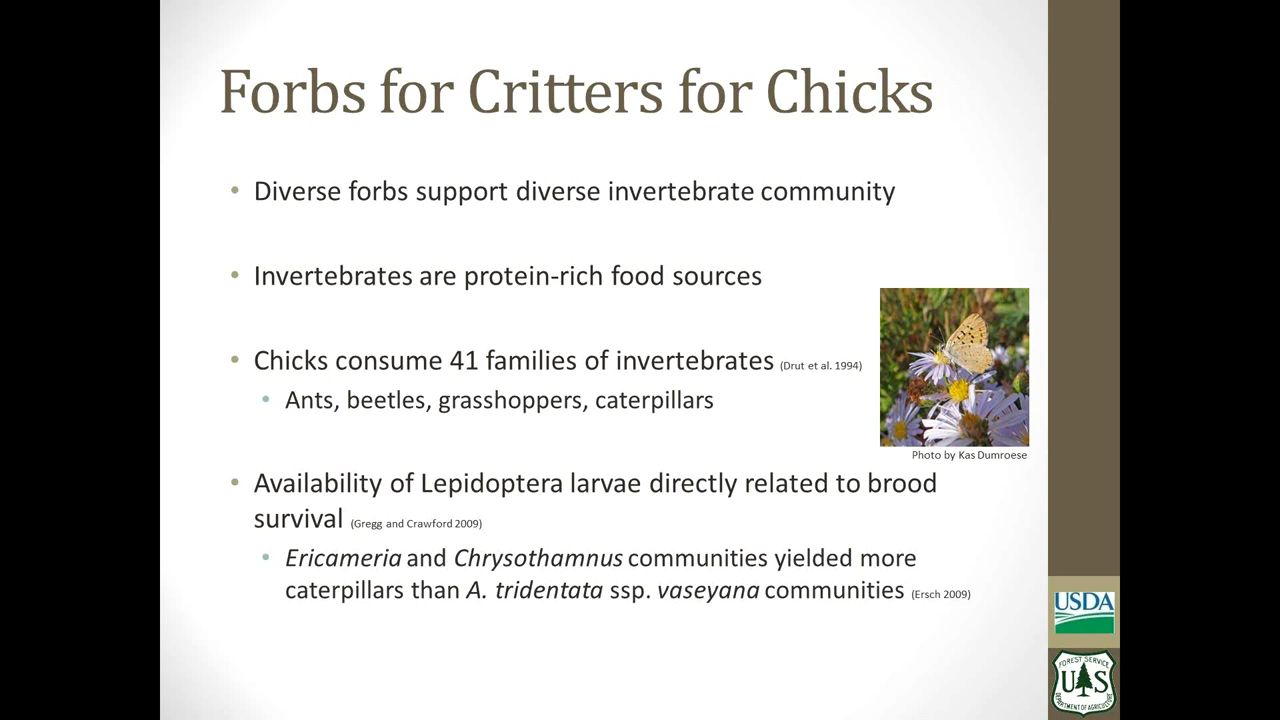 Forbs for Critters for Chicks
• Diverse forbs support diverse invertebrate community
• Invertebrates are protein-rich food sources
• Chicks consume 41 families of invertebrates (Drut et al. 1994)
• Ants, beetles, grasshoppers, caterpillars
Photo by Kas Dumroese
• Availability of Lepidoptera larvae directly related to brood
survival (Gregg and Crawford 2009)
• Ericameria and Chrysothamnus communities yielded more
caterpillars than A. tridentata ssp. vaseyana communities (Ersch 2009)
USDA
FOREST SERVICE
U S
DEPARTMENT OF AGRICULTURE